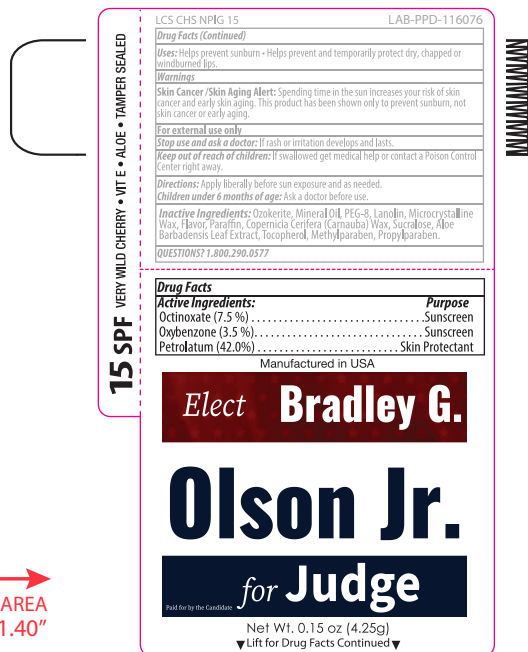 LCS CHS NPIG 15 LAB-PPD-116076
Drug Facts (Continued)
Uses: Helps prevent sunburn • Helps prevent and temporarily protect dry, chapped or
windburned lips.
Warnings
Skin Cancer /Skin Aging Alert: Spending time in the sun increases your risk of skin
cancer and early skin aging. This product has been shown only to prevent sunburn, not
skin cancer or early aging.
For external use only
Stop use and ask a doctor: If rash or irritation develops and lasts.
Keep out of reach of children: If swallowed get medical help or contact a Poison Control
Center right away.
Directions: Apply liberally before sun exposure and as needed.
Children under 6 months of age: Ask a doctor before use.
Inactive Ingredients: Ozokerite, Mineral Oil, PEG-8, Lanolin, Microcrystalline
Wax, Flavor, Paraffin, Copernicia Cerifera (Carnauba) Wax, Sucralose, Aloe
Barbadensis Leaf Extract, Tocopherol, Methylparaben, Propylparaben.
QUESTIONS? 1.800.290.0577
15 SPF VERY WILD CHERRY • VIT E • ALOE • TAMPER SEALED
Drug Facts
Active Ingredients: Purpose
Octinoxate (7.5 %) . . . . . . . . . . . . . . . . . . . . . . . . . . . . . Sunscreen
Oxybenzone (3.5 %). . . . . . . . . . . . . . . . . . . . . . . . . . . . Sunscreen
Petrolatum (42.0%) . . . . . . . . . . . . . . . . . . . . . . . . Skin Protectant
Manufactured in USA
Elect Bradley G.
Olson Jr.
for Judge
Paid for by the Candidate
Net Wt. 0.15 oz (4.25g)
▼Lift for Drug Facts Continued▼
AREA
1.40”